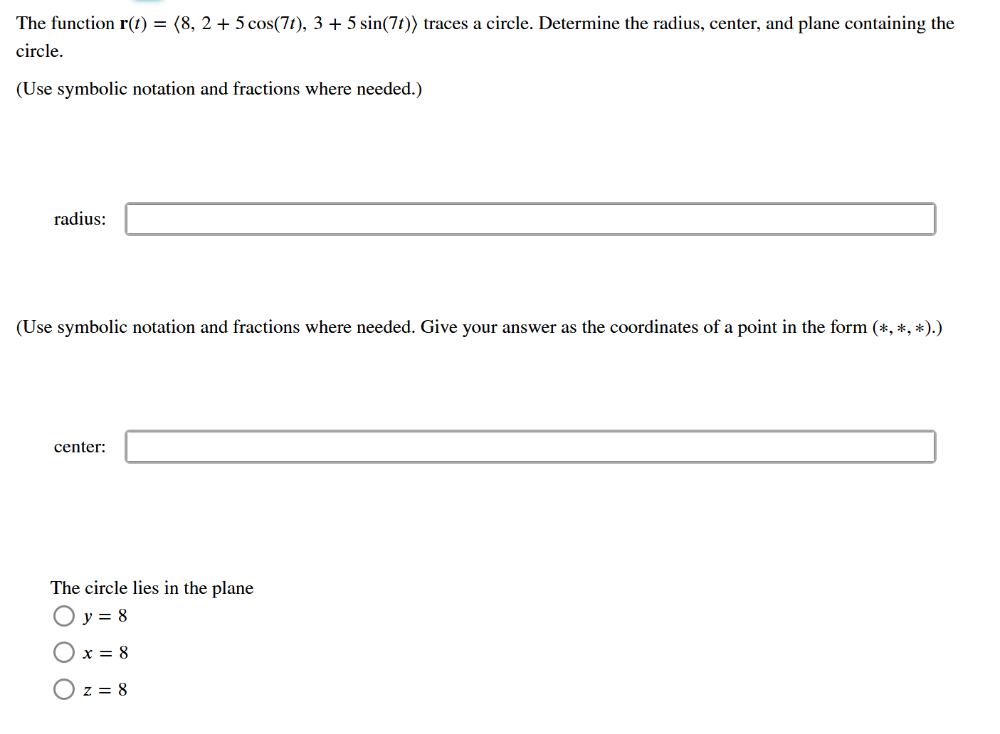 The function r(t) = ⟨8, 2 + 5 cos(7t), 3 + 5 sin(7t)⟩ traces a circle. Determine the radius, center, and plane containing the
circle.
(Use symbolic notation and fractions where needed.)
radius:
(Use symbolic notation and fractions where needed. Give your answer as the coordinates of a point in the form (*, *, *).)
center:
The circle lies in the plane
y = 8
x = 8
z = 8